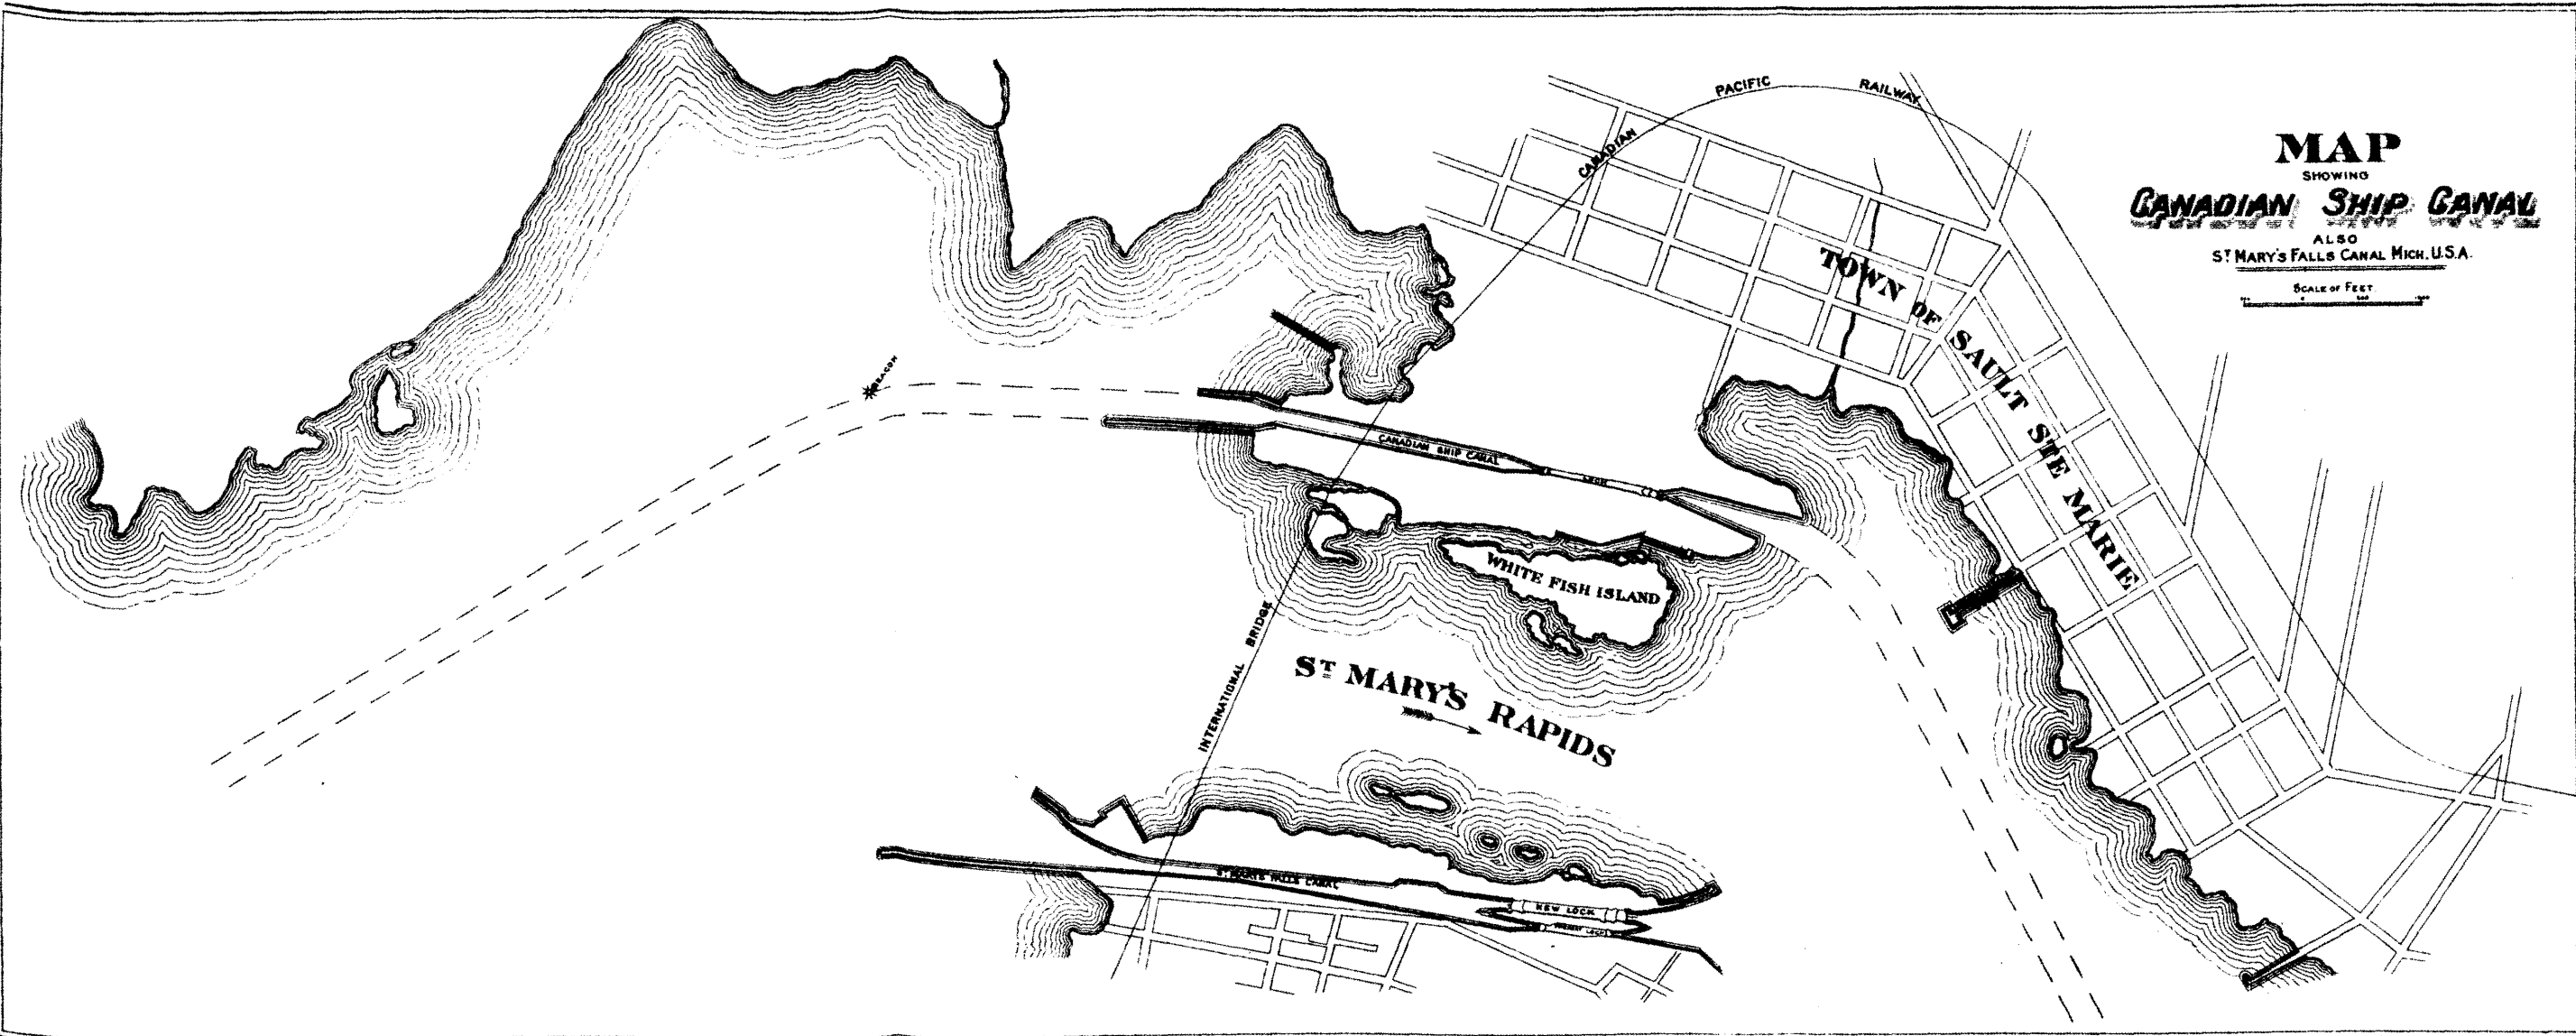 MAP
SHOWING
CANADIAN SHIP CANAL
ALSO
ST MARY'S FALLS CANAL MICH. U.S.A.
SCALE OF FEET
CANADIAN PACIFIC RAILWAY
TOWN OF SAULT STE MARIE
BEACON
CANADIAN SHIP CANAL
LOCK
WHITE FISH ISLAND
INTERNATIONAL BRIDGE
ST MARY'S RAPIDS
ST MARYS FALLS CANAL
NEW LOCK